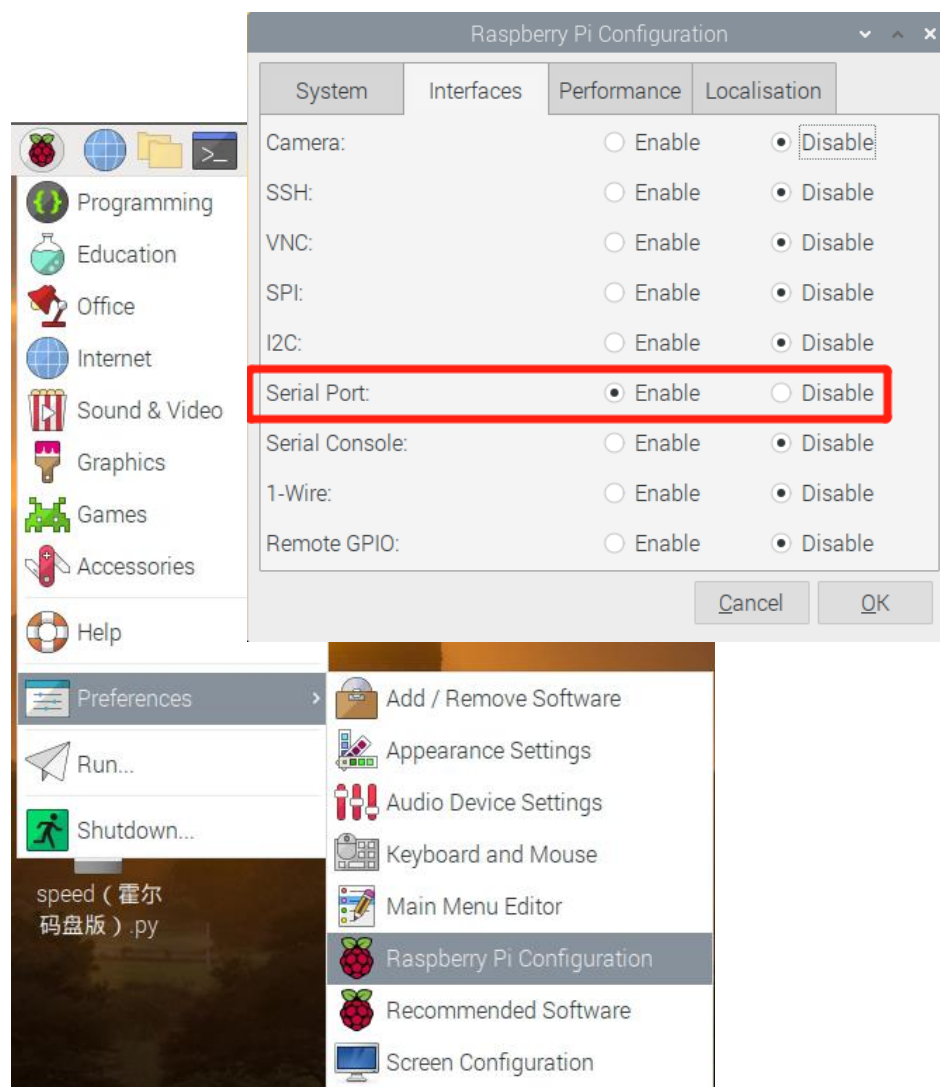 Raspberry Pi Configuration
System Interfaces Performance Localisation
Camera: Enable Disable
SSH: Enable Disable
VNC: Enable Disable
SPI: Enable Disable
I2C: Enable Disable
Serial Port: Enable Disable
Serial Console: Enable Disable
1-Wire: Enable Disable
Remote GPIO: Enable Disable
Cancel OK
>_
Programming
Education
Office
Internet
Sound & Video
Graphics
Games
Accessories
Help
Preferences
Run...
Shutdown...
Add / Remove Software
Appearance Settings
Audio Device Settings
Keyboard and Mouse
Main Menu Editor
Raspberry Pi Configuration
Recommended Software
Screen Configuration
speed（霍尔
码盘版）.py